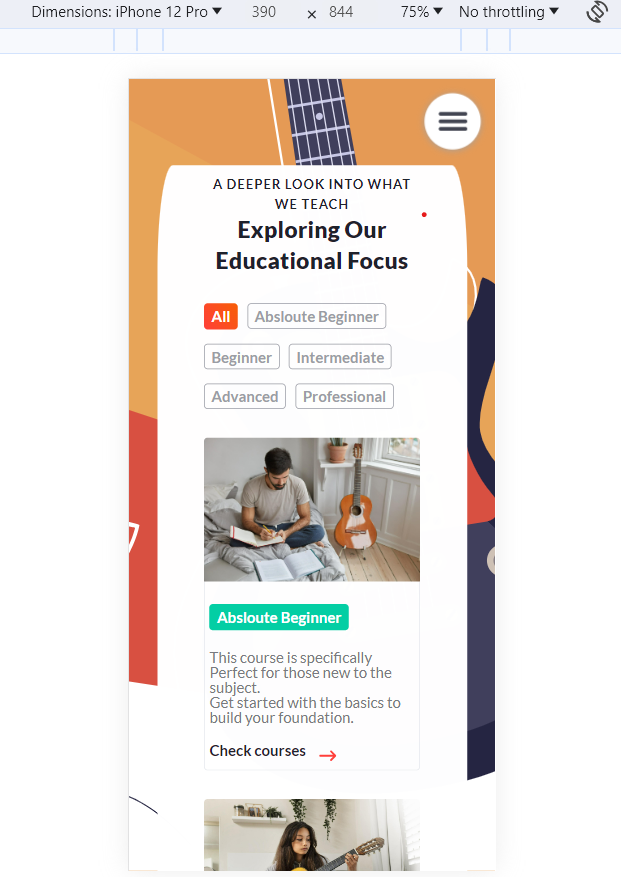 Dimensions: iPhone 12 Pro 390 × 844 75% No throttling
A DEEPER LOOK INTO WHAT
WE TEACH
Exploring Our
Educational Focus
All Absloute Beginner
Beginner Intermediate
Advanced Professional
Absloute Beginner
This course is specifically
Perfect for those new to the
subject.
Get started with the basics to
build your foundation.
Check courses